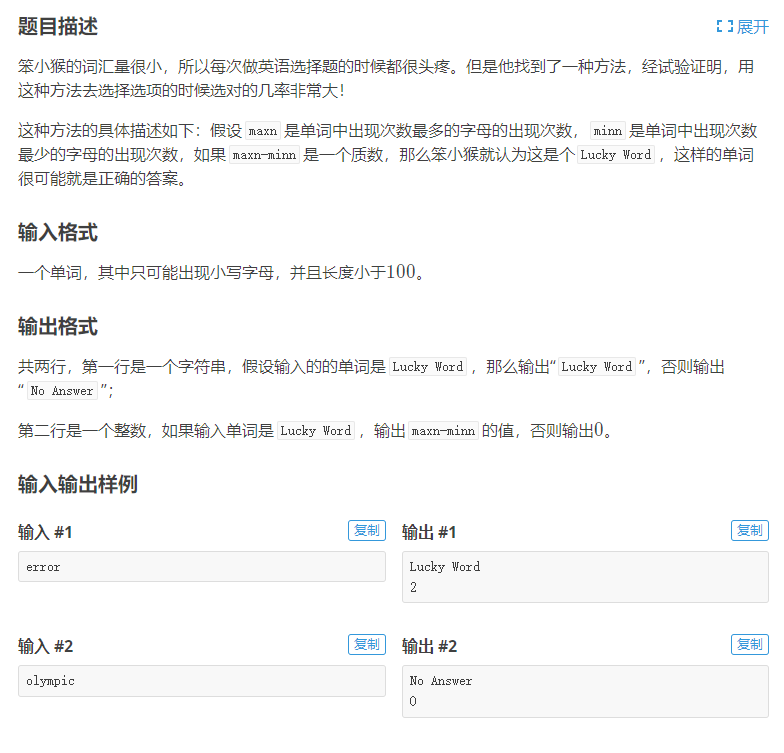 题目描述
展开
笨小猴的词汇量很小，所以每次做英语选择题的时候都很头疼。但是他找到了一种方法，经试验证明，用
这种方法去选择选项的时候选对的几率非常大！
这种方法的具体描述如下：假设 maxn 是单词中出现次数最多的字母的出现次数， minn 是单词中出现次数
最少的字母的出现次数，如果 maxn-minn 是一个质数，那么笨小猴就认为这是个 Lucky Word ，这样的单词
很可能就是正确的答案。
输入格式
一个单词，其中只可能出现小写字母，并且长度小于100。
输出格式
共两行，第一行是一个字符串，假设输入的的单词是 Lucky Word ，那么输出“ Lucky Word ”，否则输出
“ No Answer ”；
第二行是一个整数，如果输入单词是 Lucky Word ，输出 maxn-minn 的值，否则输出0。
输入输出样例
输入 #1
复制
error
输出 #1
复制
Lucky Word
2
输入 #2
复制
olympic
输出 #2
复制
No Answer
0